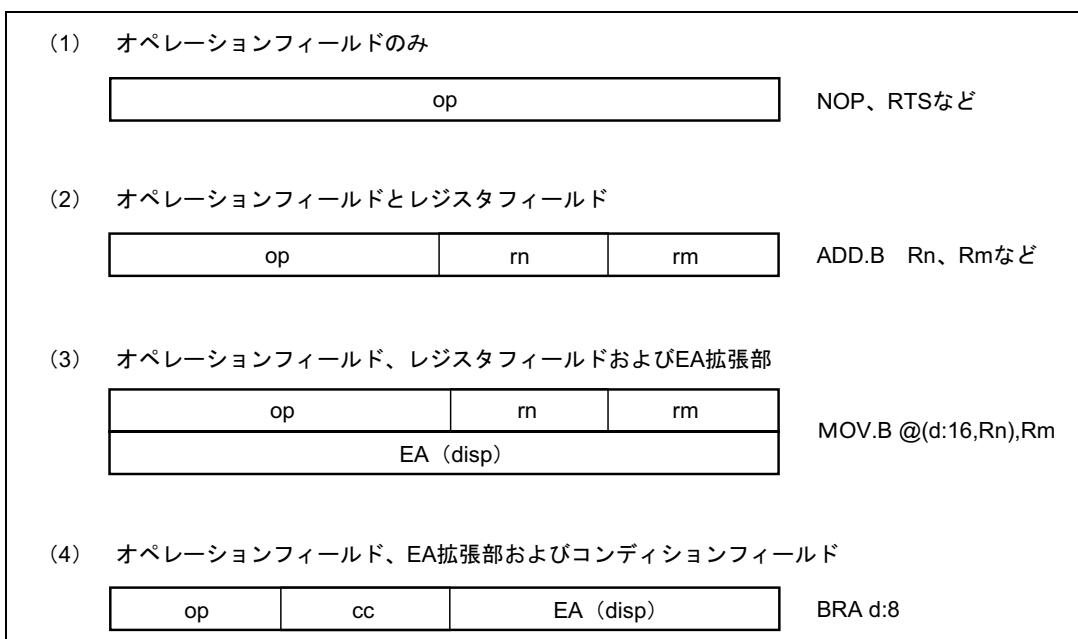 (1) オペレーションフィールドのみ
op
NOP、RTSなど
(2) オペレーションフィールドとレジスタフィールド
op rn rm
ADD.B Rn、Rmなど
(3) オペレーションフィールド、レジスタフィールドおよびEA拡張部
op rn rm
EA(disp)
MOV.B @(d:16,Rn),Rm
(4) オペレーションフィールド、EA拡張部およびコンディションフィールド
op cc EA(disp)
BRA d:8